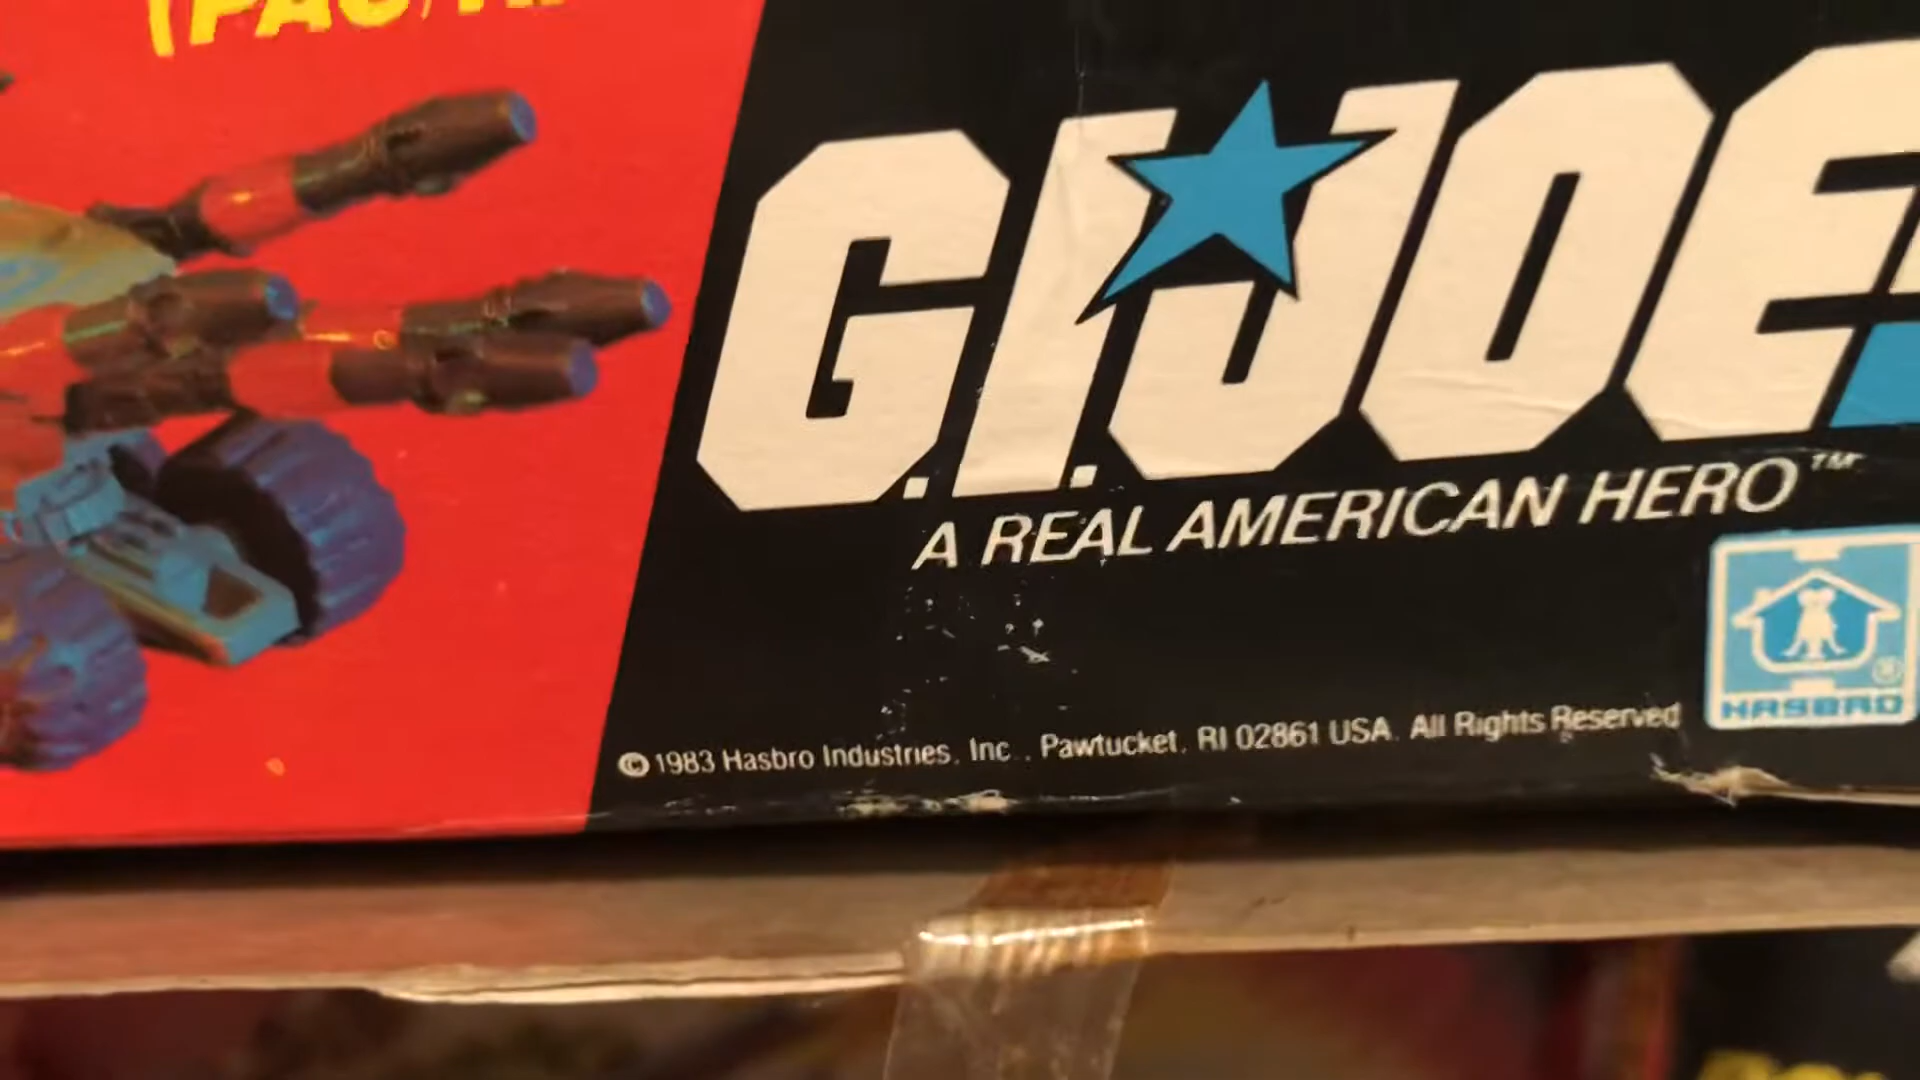 G.I. JOE
A REAL AMERICAN HERO™
HASBRO ®
© 1983 Hasbro Industries, Inc., Pawtucket, RI 02861 USA. All Rights Reserved